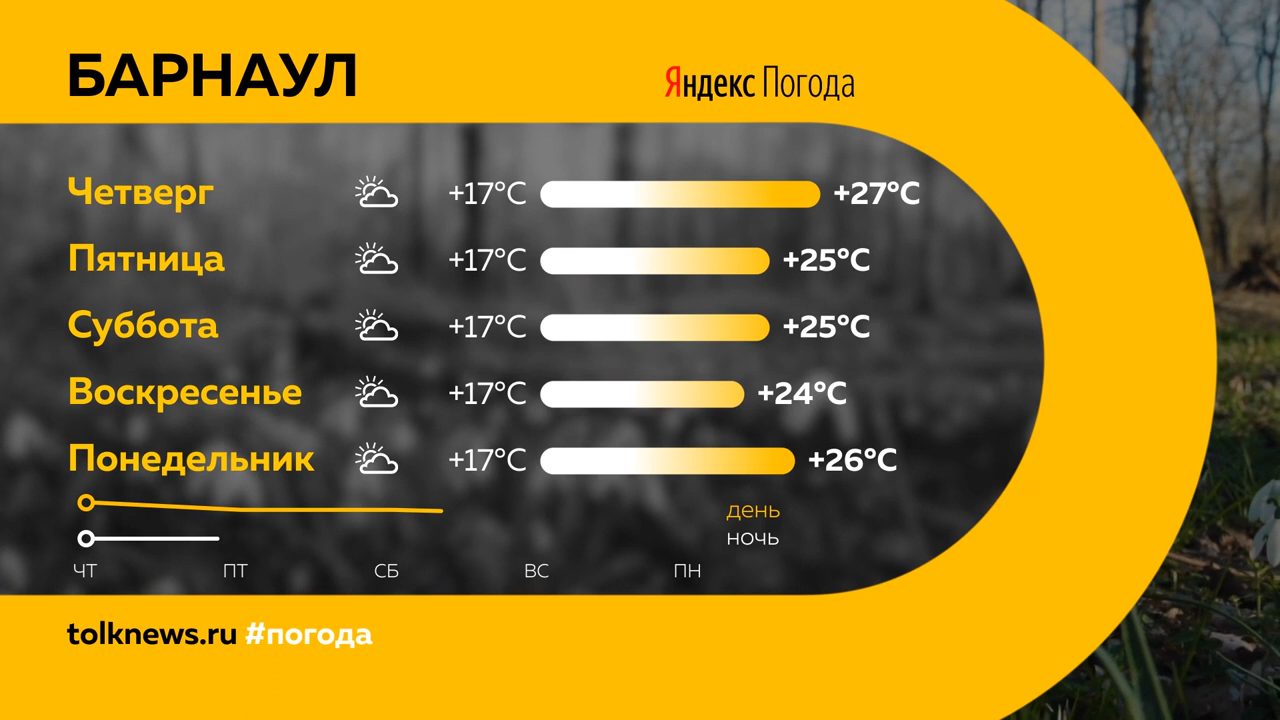 БАРНАУЛ
Яндекс Погода
Четверг +17°C +27°C
Пятница +17°C +25°C
Суббота +17°C +25°C
Воскресенье +17°C +24°C
Понедельник +17°C +26°C
день
ночь
ЧТ ПТ СБ ВС ПН
tolknews.ru #погода